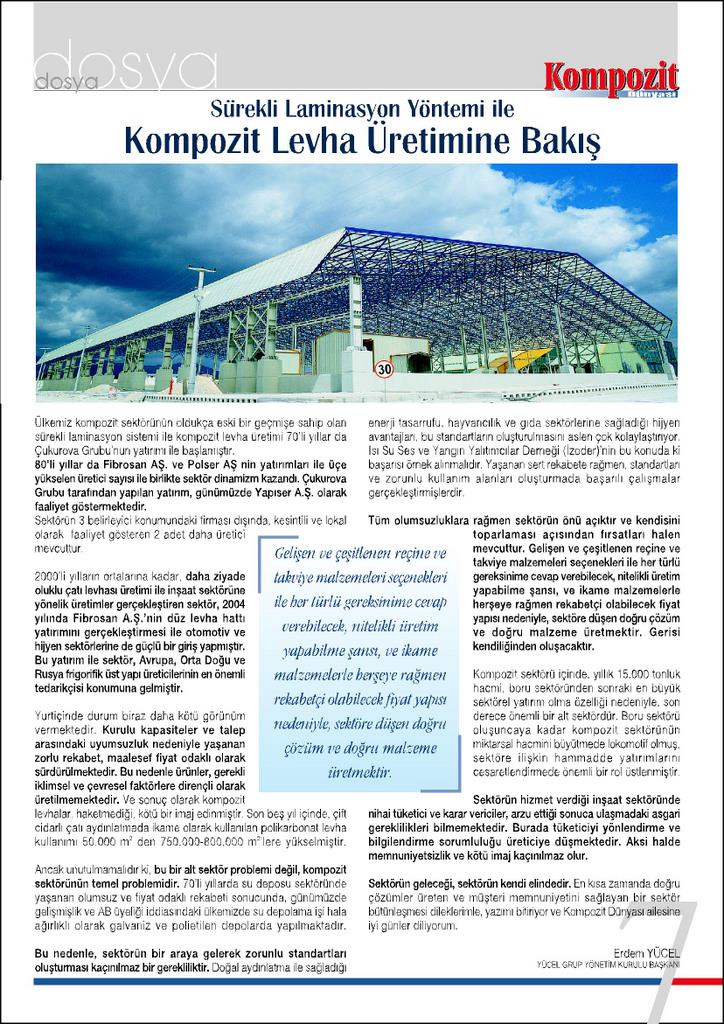 dosya
dosya
Kompozit
Dünyası
Sürekli Laminasyon Yöntemi ile
Kompozit Levha Üretimine Bakış
30
Ülkemiz kompozit sektörünün oldukça eski bir geçmişe sahip olan
sürekli laminasyon sistemi ile kompozit levha üretimi 70'li yıllar da
Çukurova Grubu'nun yatırımı ile başlamıştır.
80'li yıllar da Fibrosan AŞ. ve Polser AŞ nin yatırımları ile üçe
yükselen üretici sayısı ile birlikte sektör dinamizm kazandı. Çukurova
Grubu tarafından yapılan yatırım, günümüzde Yapıser A.Ş. olarak
faaliyet göstermektedir.
Sektörün 3 belirleyici konumundaki firması dışında, kesintili ve lokal
olarak faaliyet gösteren 2 adet daha üretici
mevcuttur.
2000'li yılların ortalarına kadar, daha ziyade
oluklu çatı levhası üretimi ile inşaat sektörüne
yönelik üretimler gerçekleştiren sektör, 2004
yılında Fibrosan A.Ş.'nin düz levha hattı
yatırımını gerçekleştirmesi ile otomotiv ve
hijyen sektörlerine de güçlü bir giriş yapmıştır.
Bu yatırım ile sektör, Avrupa, Orta Doğu ve
Rusya frigorifik üst yapı üreticilerinin en önemli
tedarikçisi konumuna gelmiştir.
Yurtiçinde durum biraz daha kötü görünüm
vermektedir. Kurulu kapasiteler ve talep
arasındaki uyumsuzluk nedeniyle yaşanan
zorlu rekabet, maalesef fiyat odaklı olarak
sürdürülmektedir. Bu nedenle ürünler, gerekli
iklimsel ve çevresel faktörlere dirençli olarak
üretilmemektedir. Ve sonuç olarak kompozit
levhalar, haketmediği, kötü bir imaj edinmiştir. Son beş yıl içinde, çift
cidarlı çatı aydınlatmada ikame olarak kullanılan polikarbonat levha
kullanımı 50.000 m² den 750.000-800.000 m²'lere yükselmiştir.
Ancak unutulmamalıdır ki, bu bir alt sektör problemi değil, kompozit
sektörünün temel problemidir. 70'li yıllarda su deposu sektöründe
yaşanan olumsuz ve fiyat odaklı rekabeti sonucunda, günümüzde
gelişmişlik ve AB üyeliği iddiasındaki ülkemizde su depolama işi hala
ağırlıklı olarak galvaniz ve polietilen depolarda yapılmaktadır.
Bu nedenle, sektörün bir araya gelerek zorunlu standartları
oluşturması kaçınılmaz bir gerekliliktir. Doğal aydınlatma ile sağladığı
enerji tasarrufu, hayvancılık ve gıda sektörlerine sağladığı hijyen
avantajları, bu standartların oluşturulmasını aslen çok kolaylaştırıyor.
Isı Su Ses ve Yangın Yalıtımcılar Derneği (İzoder)'nin bu konuda ki
başarısı örnek alınmalıdır. Yaşanan sert rekabete rağmen, standartları
ve zorunlu kullanım alanları oluşturmada başarılı çalışmalar
gerçekleştirmişlerdir.
Tüm olumsuzluklara rağmen sektörün önü açıktır ve kendisini
toparlaması açısından fırsatları halen
mevcuttur. Gelişen ve çeşitlenen reçine ve
takviye malzemeleri seçenekleri ile her türlü
gereksinime cevap verebilecek, nitelikli üretim
yapabilme şansı, ve ikame malzemelerle
herşeye rağmen rekabetçi olabilecek fiyat
yapısı nedeniyle, sektöre düşen doğru çözüm
ve doğru malzeme üretmektir. Gerisi
kendiliğinden oluşacaktır.
Gelişen ve çeşitlenen reçine ve
takviye malzemeleri seçenekleri
ile her türlü gereksinime cevap
verebilecek, nitelikli üretim
yapabilme şansı, ve ikame
malzemelerle herşeye rağmen
rekabetçi olabilecek fiyat yapısı
nedeniyle, sektöre düşen doğru
çözüm ve doğru malzeme
üretmektir.
Kompozit sektörü içinde, yıllık 15.000 tonluk
hacmi, boru sektöründen sonraki en büyük
sektörel yatırım olma özelliği nedeniyle, son
derece önemli bir alt sektördür. Boru sektörü
oluşuncaya kadar kompozit sektörünün
miktarsal hacmini büyütmede lokomotif olmuş,
sektöre ilişkin hammadde yatırımlarını
cesaretlendirmede önemli bir rol üstlenmiştir.
Sektörün hizmet verdiği inşaat sektöründe
nihai tüketici ve karar vericiler, arzu ettiği sonuca ulaşmadaki asgari
gereklilikleri bilmemektedir. Burada tüketiciyi yönlendirme ve
bilgilendirme sorumluluğu üreticiye düşmektedir. Aksi halde
memnuniyetsizlik ve kötü imaj kaçınılmaz olur.
Sektörün geleceği, sektörün kendi elindedir. En kısa zamanda doğru
çözümler üreten ve müşteri memnuniyetini sağlayan bir sektör
bütünleşmesi dileklerimle, yazımı bitiriyor ve Kompozit Dünyası ailesine
iyi günler diliyorum.
Erdem YÜCEL
YÜCEL GRUP YÖNETİM KURULU BAŞKANI
7